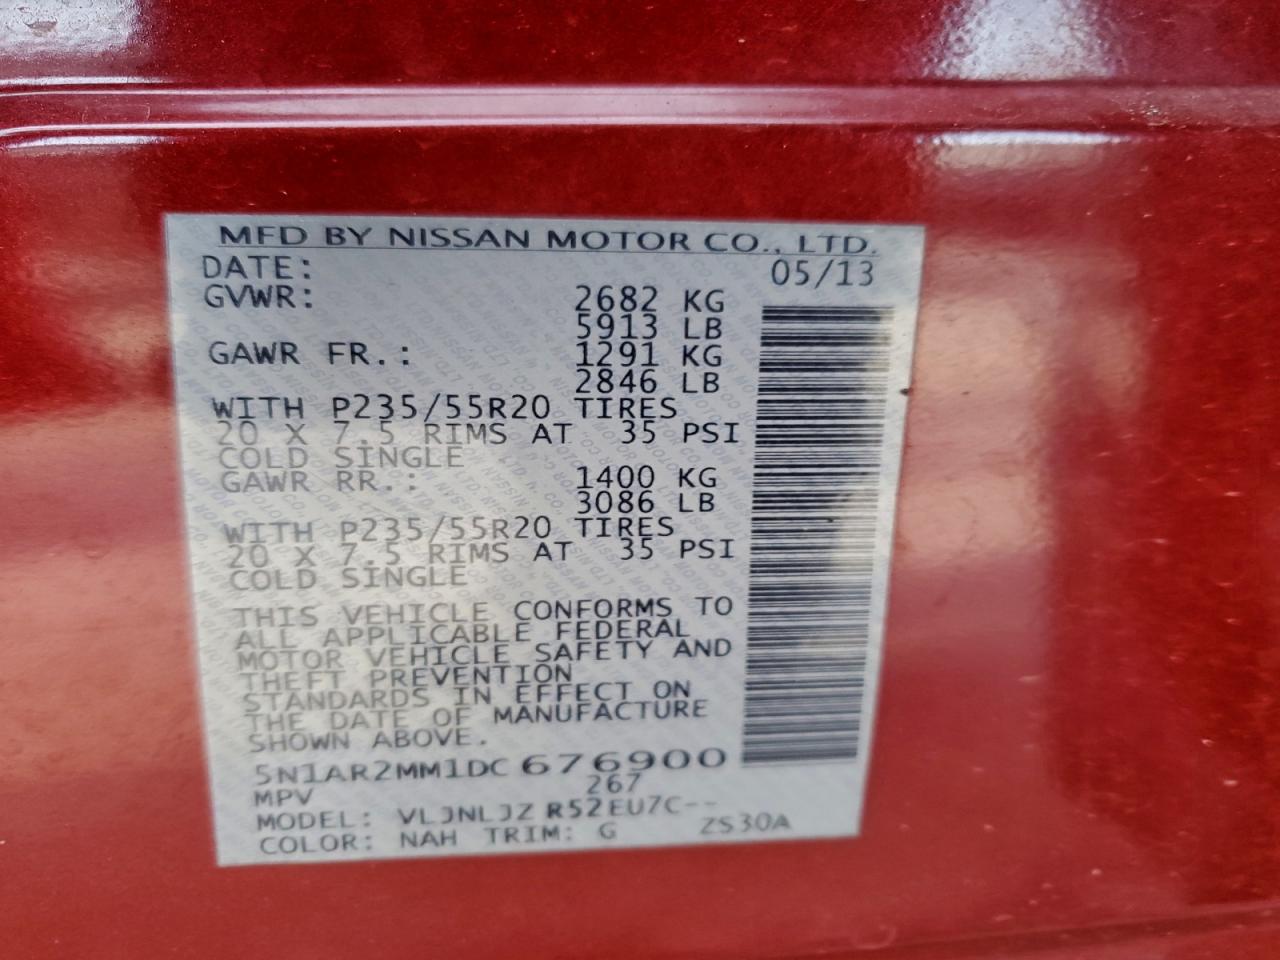 MFD BY NISSAN MOTOR CO., LTD.
DATE: 05/13
GVWR: 2682 KG
5913 LB
GAWR FR.: 1291 KG
2846 LB
WITH P235/55R20 TIRES
20 X 7.5 RIMS AT 35 PSI
COLD SINGLE
GAWR RR.: 1400 KG
3086 LB
WITH P235/55R20 TIRES
20 X 7.5 RIMS AT 35 PSI
COLD SINGLE
THIS VEHICLE CONFORMS TO
ALL APPLICABLE FEDERAL
MOTOR VEHICLE SAFETY AND
THEFT PREVENTION
STANDARDS IN EFFECT ON
THE DATE OF MANUFACTURE
SHOWN ABOVE.
5N1AR2MM1DC 676900
MPV 267
MODEL: VLJNLJZ R52EU7C--
COLOR: NAH TRIM: G ZS30A